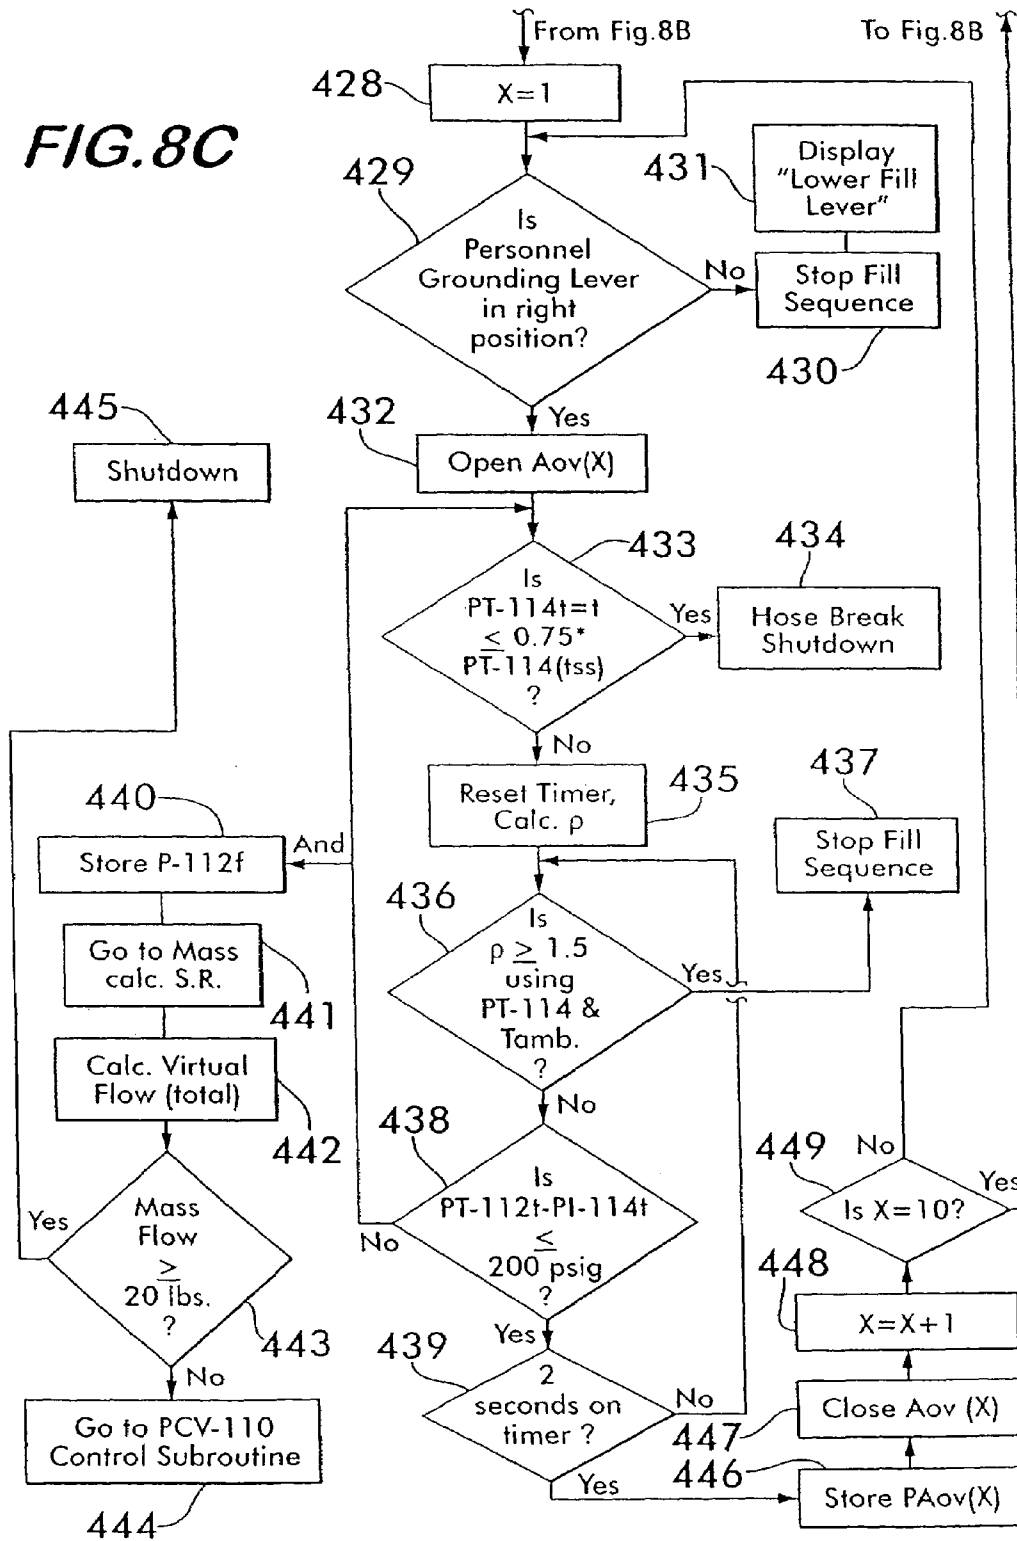 From Fig.8B
To Fig.8B
FIG.8C
428
X=1
429
Is
Personnel
Grounding Lever
in right
position?
No
431
Display
"Lower Fill
Lever"
Stop Fill
Sequence
430
Yes
432
Open Aov(X)
445
Shutdown
433
Is
PT-114t=t
≤ 0.75*
PT-114(tss)
?
Yes
434
Hose Break
Shutdown
No
Reset Timer,
Calc. ρ
435
437
Stop Fill
Sequence
440
Store P-112f
And
436
Is
ρ ≥ 1.5
using
PT-114 &
Tamb.
?
Yes
No
Go to Mass
calc. S.R.
441
Calc. Virtual
Flow (total)
442
438
Is
PT-112t-PI-114t
≤
200 psig
?
No
Yes
Yes
Mass
Flow
≥
20 lbs.
?
443
No
Go to PCV-110
Control Subroutine
444
439
2
seconds on
timer ?
No
Yes
449
No
Is X=10?
Yes
448
X=X+1
447
Close Aov (X)
446
Store PAov(X)